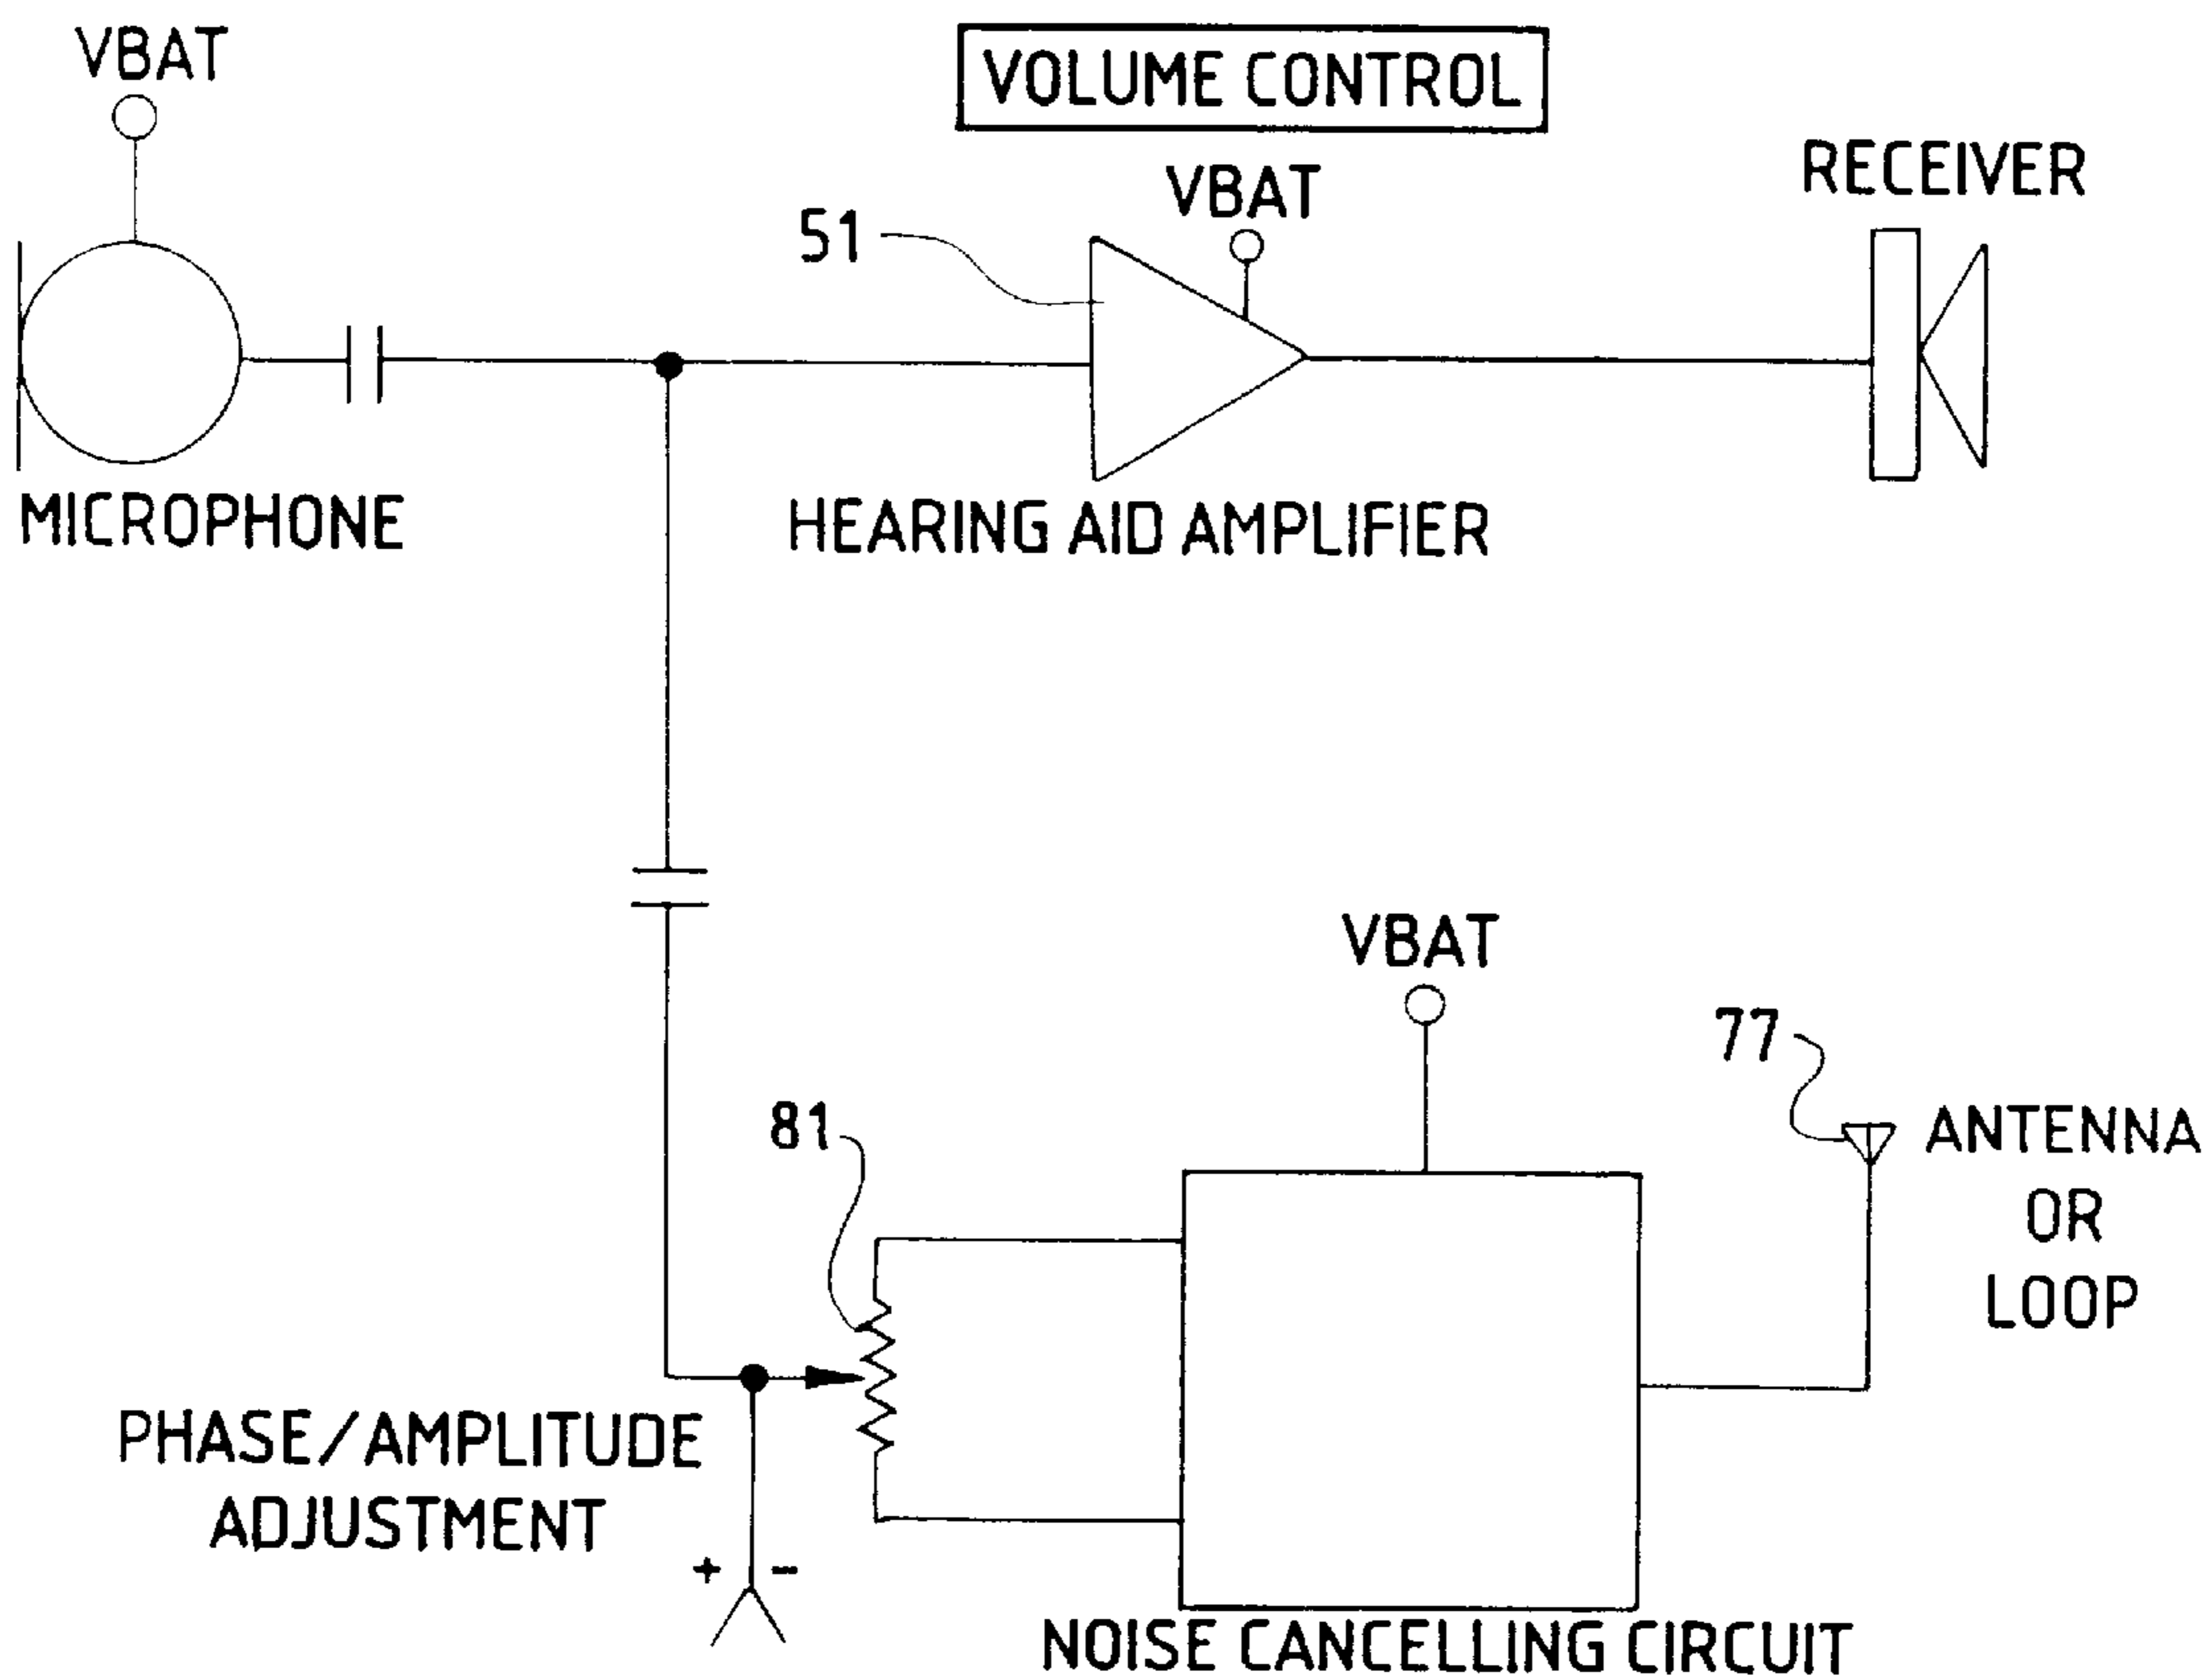 VBAT
VOLUME CONTROL
VBAT
RECEIVER
51
MICROPHONE
HEARING AID AMPLIFIER
VBAT
77
81
ANTENNA
OR
LOOP
PHASE/AMPLITUDE
ADJUSTMENT
+ -
NOISE CANCELLING CIRCUIT